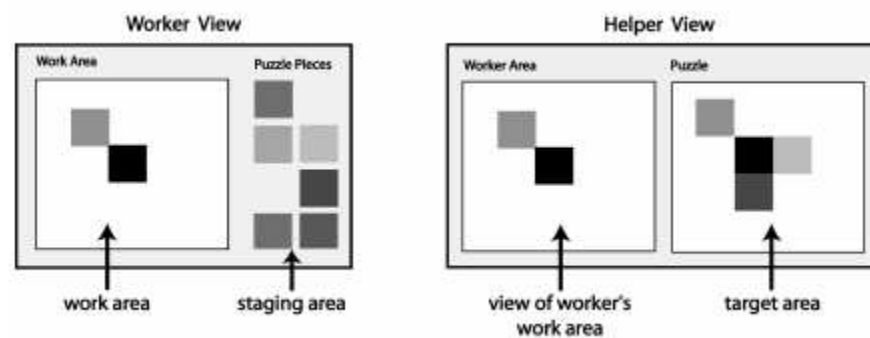 Worker View
Work Area
Puzzle Pieces
work area
staging area
Helper View
Worker Area
Puzzle
view of worker's
work area
target area